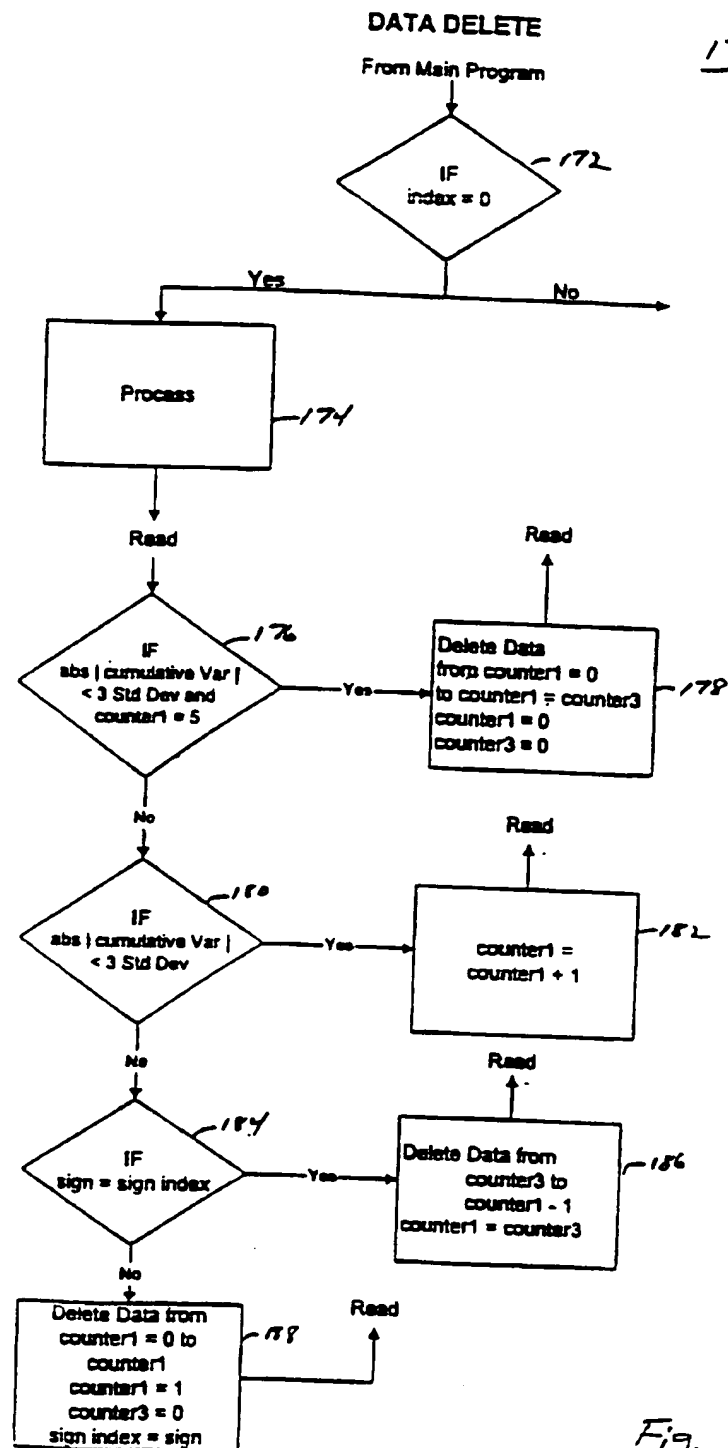 DATA DELETE
From Main Program
172
IF
index = 0
Yes
No
Process
174
Read
Read
IF
abs | cumulative Var |
< 3 Std Dev and
counter1 = 5
176
Yes
Delete Data
from counter1 = 0
to counter1 = counter3
counter1 = 0
counter3 = 0
178
No
Read
IF
abs | cumulative Var |
< 3 Std Dev
180
Yes
counter1 =
counter1 + 1
182
No
Read
IF
sign = sign index
184
Yes
Delete Data from
counter3 to
counter1 - 1
counter1 = counter3
186
No
Delete Data from
counter1 = 0 to
counter1
counter1 = 1
counter3 = 0
sign index = sign
188
Read
Fig.